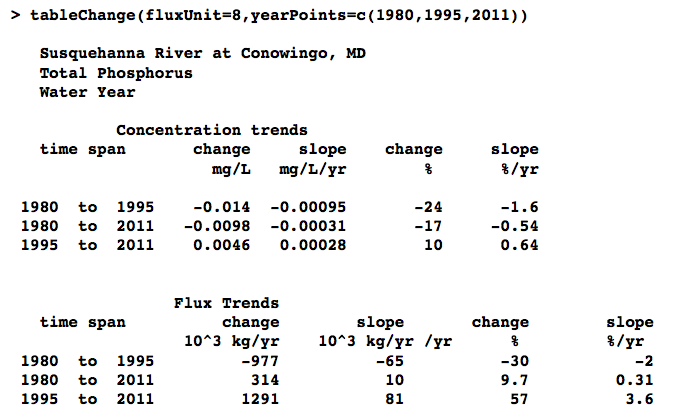 > tableChange(fluxUnit=8,yearPoints=c(1980,1995,2011))
Susquehanna River at Conowingo, MD
Total Phosphorus
Water Year
Concentration trends
time span change slope change slope
mg/L mg/L/yr % %/yr
1980 to 1995 -0.014 -0.00095 -24 -1.6
1980 to 2011 -0.0098 -0.00031 -17 -0.54
1995 to 2011 0.0046 0.00028 10 0.64
Flux Trends
time span change slope change slope
10^3 kg/yr 10^3 kg/yr /yr % %/yr
1980 to 1995 -977 -65 -30 -2
1980 to 2011 314 10 9.7 0.31
1995 to 2011 1291 81 57 3.6